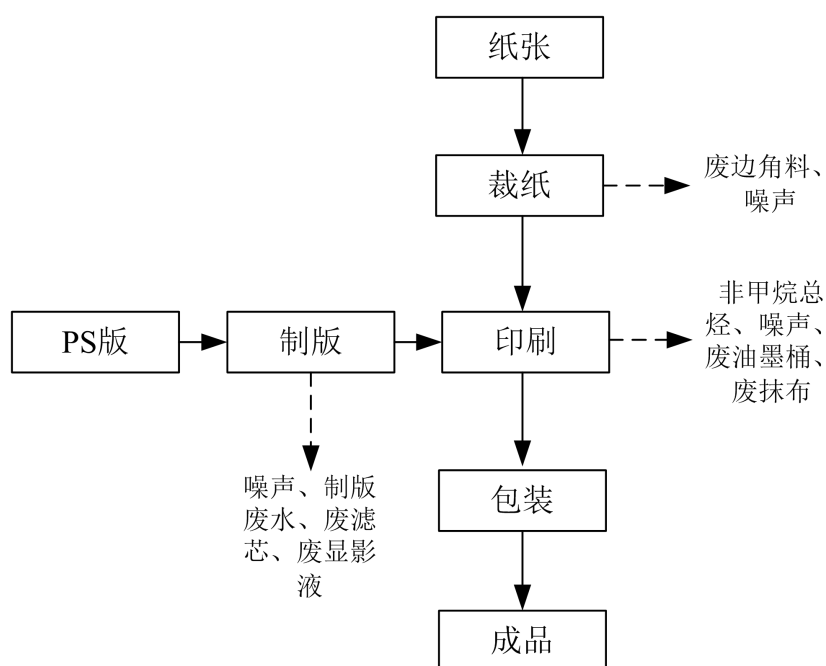 纸张
裁纸
废边角料、
噪声
PS版
制版
印刷
非甲烷总
烃、噪声、
废油墨桶、
废抹布
噪声、制版
废水、废滤
芯、废显影
液
包装
成品